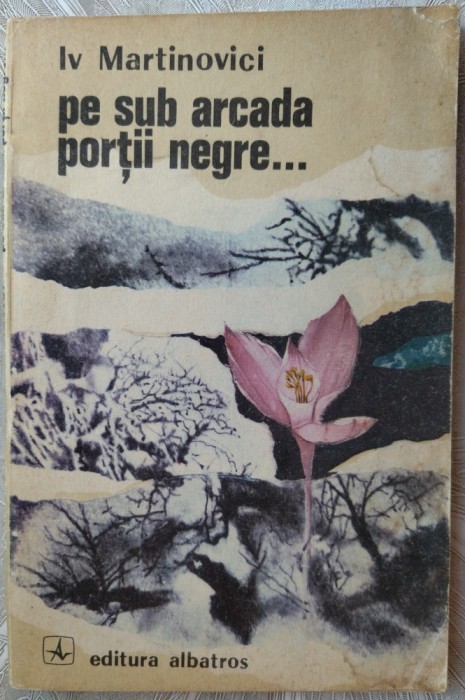 Iv Martinovici
pe sub arcada
porții negre...
editura albatros